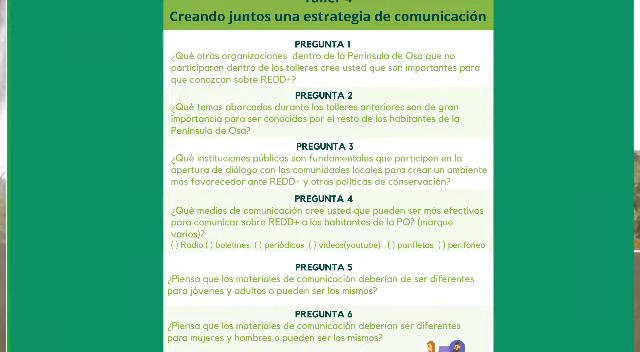 Taller 4
Creando juntos una estrategia de comunicación
PREGUNTA 1
¿Qué otras organizaciones dentro de la Península de Osa que no
participaron dentro de los talleres cree usted que son importantes para
que conozcan sobre REDD+?
PREGUNTA 2
¿Qué temas abarcados durante los talleres anteriores son de gran
importancia para ser conocidos por el resto de los habitantes de la
Península de Osa?
PREGUNTA 3
¿Qué instituciones públicas son fundamentales que participen en la
apertura de diálogo con las comunidades locales para crear un ambiente
más favorecedor ante REDD+ y otras políticas de conservación?
PREGUNTA 4
¿Qué medios de comunicación cree usted que pueden ser más efectivos
para comunicar sobre REDD+ a los habitantes de la PO? (marque
varios)?
( ) Radio ( ) boletines ( ) periódicos ( ) videos(youtube) ( ) panfletos ( ) perifoneo
PREGUNTA 5
¿Piensa que los materiales de comunicación deberían de ser diferentes
para jóvenes y adultos o pueden ser los mismos?
PREGUNTA 6
¿Piensa que los materiales de comunicación deberían ser diferentes
para mujeres y hombres o pueden ser los mismos?